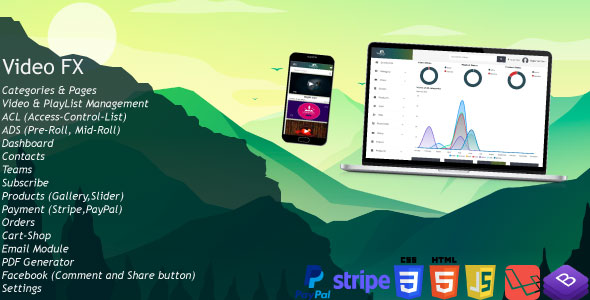 Video FX
Categories & Pages
Video & PlayList Management
ACL (Access-Control-List)
ADS (Pre-Roll, Mid-Roll)
Dashboard
Contacts
Teams
Subscribe
Products (Gallery,Slider)
Payment (Stripe,PayPal)
Orders
Cart-Shop
Email Module
PDF Generator
Facebook (Comment and Share button)
Settings
PayPal
stripe
CSS
3
HTML
5
JS
B